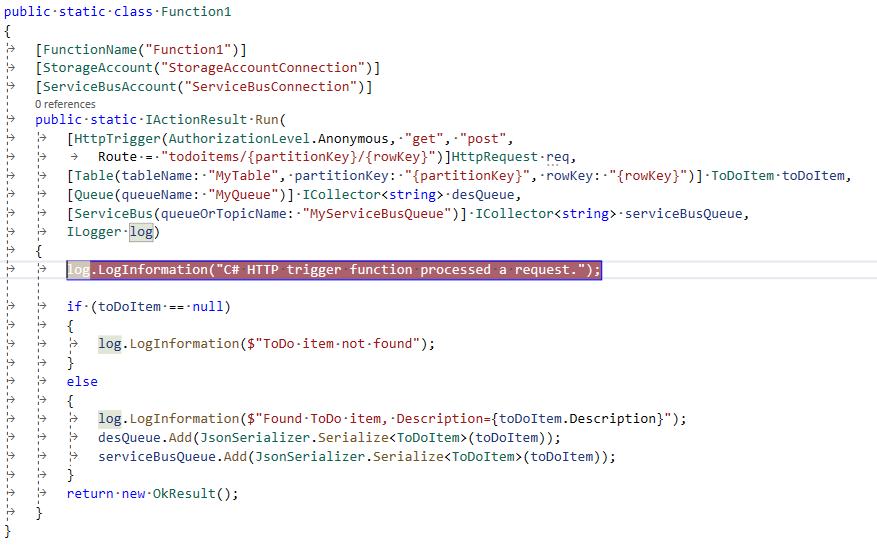 public static class Function1
{
[FunctionName("Function1")]
[StorageAccount("StorageAccountConnection")]
[ServiceBusAccount("ServiceBusConnection")]
0 references
public static IActionResult Run(
[HttpTrigger(AuthorizationLevel.Anonymous, "get", "post",
Route = "todoitems/{partitionKey}/{rowKey}")]HttpRequest req,
[Table(tableName: "MyTable", partitionKey: "{partitionKey}", rowKey: "{rowKey}")] ToDoItem toDoItem,
[Queue(queueName: "MyQueue")] ICollector<string> desQueue,
[ServiceBus(queueOrTopicName: "MyServiceBusQueue")] ICollector<string> serviceBusQueue,
ILogger log)
{
log.LogInformation("C# HTTP trigger function processed a request.");
if (toDoItem == null)
{
log.LogInformation($"ToDo item not found");
}
else
{
log.LogInformation($"Found ToDo item, Description={toDoItem.Description}");
desQueue.Add(JsonSerializer.Serialize<ToDoItem>(toDoItem));
serviceBusQueue.Add(JsonSerializer.Serialize<ToDoItem>(toDoItem));
}
return new OkResult();
}
}